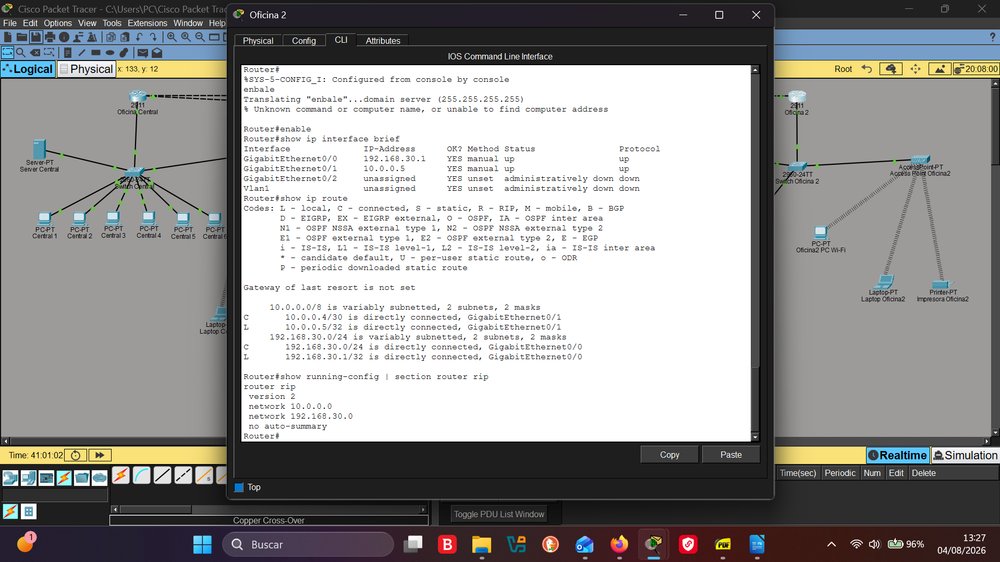 Cisco Packet Tracer - C:\Users\PC\Cisco Packet Trac
File Edit Options View Tools Extensions Window Help
Logical Physical x: 133, y: 12
Root 20:08:00
?
Oficina 2
Physical Config CLI Attributes
IOS Command Line Interface
Router#
%SYS-5-CONFIG_I: Configured from console by console
enbale
Translating "enbale"...domain server (255.255.255.255)
% Unknown command or computer name, or unable to find computer address
Router#enable
Router#show ip interface brief
Interface IP-Address OK? Method Status Protocol
GigabitEthernet0/0 192.168.30.1 YES manual up up
GigabitEthernet0/1 10.0.0.5 YES manual up up
GigabitEthernet0/2 unassigned YES unset administratively down down
Vlan1 unassigned YES unset administratively down down
Router#show ip route
Codes: L - local, C - connected, S - static, R - RIP, M - mobile, B - BGP
D - EIGRP, EX - EIGRP external, O - OSPF, IA - OSPF inter area
N1 - OSPF NSSA external type 1, N2 - OSPF NSSA external type 2
E1 - OSPF external type 1, E2 - OSPF external type 2, E - EGP
i - IS-IS, L1 - IS-IS level-1, L2 - IS-IS level-2, ia - IS-IS inter area
* - candidate default, U - per-user static route, o - ODR
P - periodic downloaded static route
Gateway of last resort is not set
10.0.0.0/8 is variably subnetted, 2 subnets, 2 masks
C 10.0.0.4/30 is directly connected, GigabitEthernet0/1
L 10.0.0.5/32 is directly connected, GigabitEthernet0/1
192.168.30.0/24 is variably subnetted, 2 subnets, 2 masks
C 192.168.30.0/24 is directly connected, GigabitEthernet0/0
L 192.168.30.1/32 is directly connected, GigabitEthernet0/0
Router#show running-config | section router rip
router rip
version 2
network 10.0.0.0
network 192.168.30.0
no auto-summary
Router#
Copy Paste
Top
2911
Oficina Central
Server-PT
Server Central
2960-24TT
Switch Central
PC-PT
Central 1
PC-PT
Central 2
PC-PT
Central 3
PC-PT
Central 4
PC-PT
Central 5
PC-PT
Central 6
Laptop-
Laptop Ce
2911
Oficina 2
2960-24TT
Switch Oficina 2
AccessPoint-PT
Access Point Oficina2
PC-PT
Oficina2 PC Wi-Fi
Laptop-PT
Laptop Oficina2
Printer-PT
Impresora Oficina2
Time: 41:01:02
Realtime Simulation
Time(sec) Periodic Num Edit Delete
s
Copper Cross-Over
Toggle PDU List Window
1
Buscar
B
PDF
96%
13:27
04/08/2026